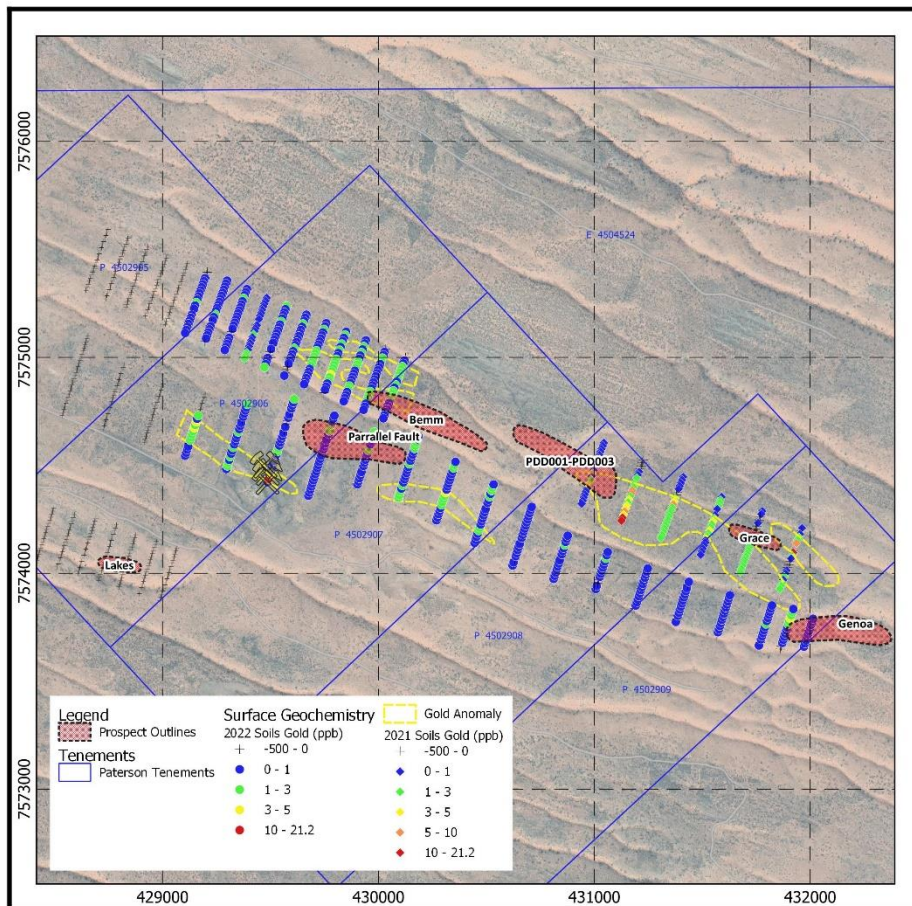 7576000
7575000
7574000
7573000
E 4504524
P 4502905
P 4502906
Bemm
Parrallel Fault
PDD001-PDD003
P 4502907
Grace
Lakes
Genoa
P 4502908
P 4502909
Legend
Prospect Outlines
Tenements
Paterson Tenements
Surface Geochemistry
2022 Soils Gold (ppb)
-500 - 0
0 - 1
1 - 3
3 - 5
10 - 21.2
Gold Anomaly
2021 Soils Gold (ppb)
-500 - 0
0 - 1
1 - 3
3 - 5
5 - 10
10 - 21.2
429000
430000
431000
432000